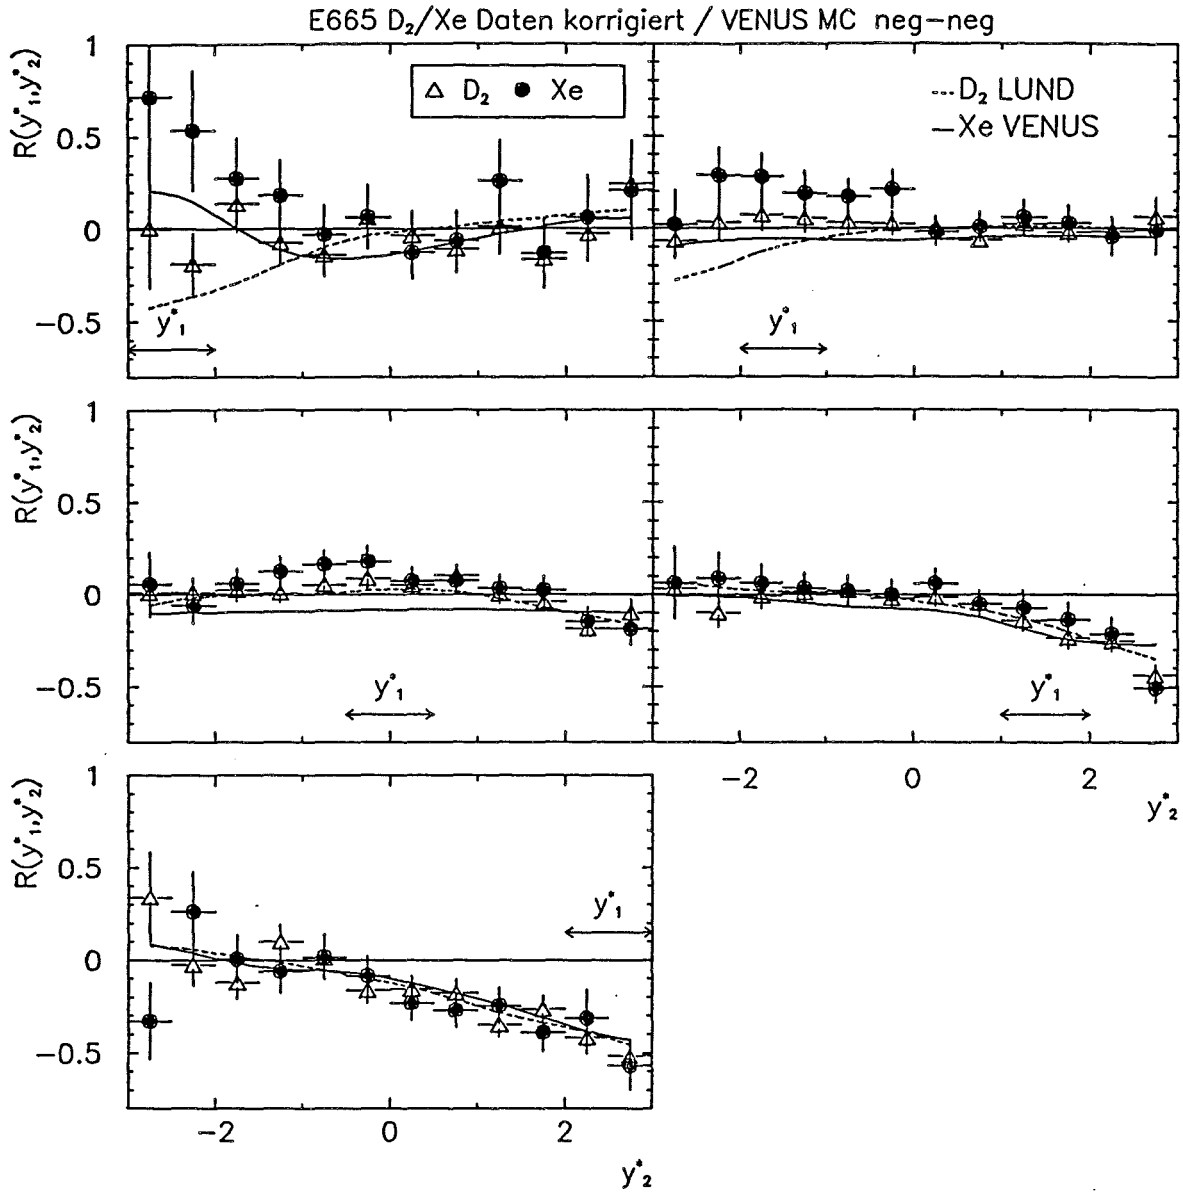 E665 D₂/Xe Daten korrigiert / VENUS MC neg-neg
R(y*₁,y*₂)
1
0.5
0
-0.5
△ D₂ ● Xe
y*₁
--- D₂ LUND
— Xe VENUS
y*₁
R(y*₁,y*₂)
1
0.5
0
-0.5
y*₁
y*₁
-2 0 2
y*₂
R(y*₁,y*₂)
1
0.5
0
-0.5
y*₁
-2 0 2
y*₂